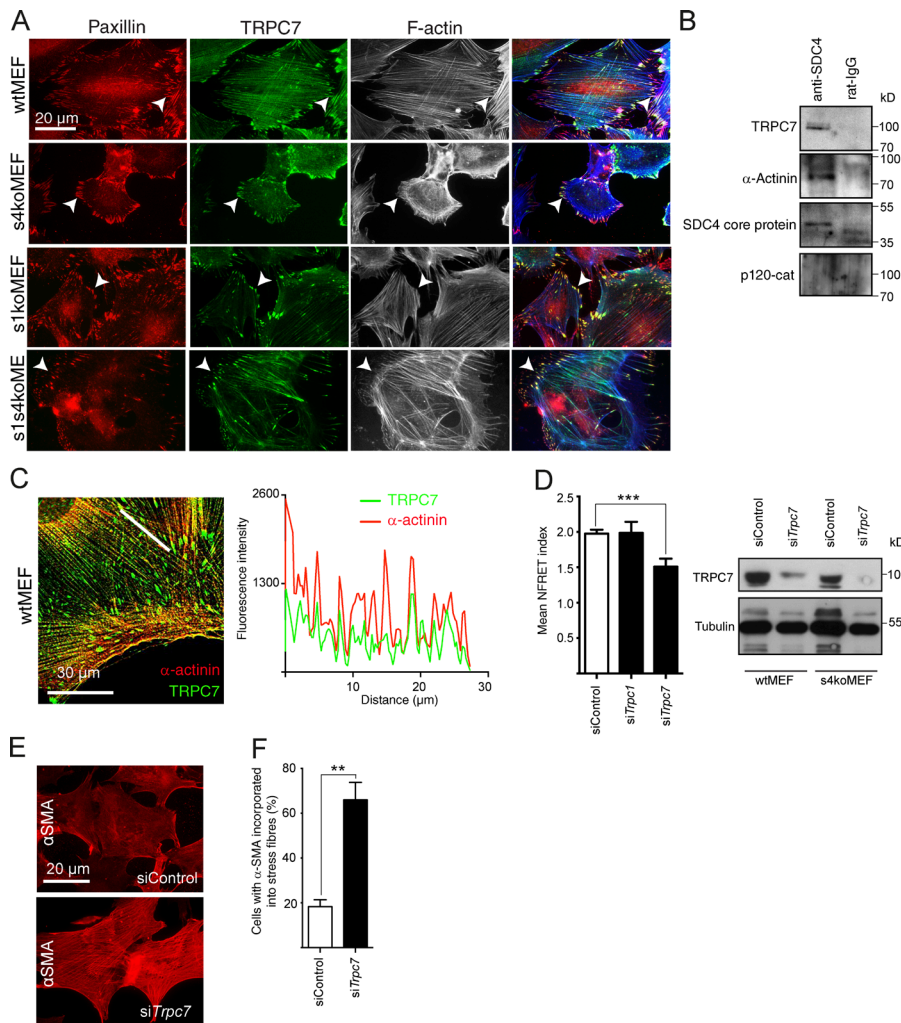 A
Paxillin
TRPC7
F-actin
wtMEF
20 µm
s4koMEF
s1koMEF
s1s4koME
B
anti-SDC4
rat-IgG
kD
TRPC7
100
70
α-Actinin
100
70
SDC4 core protein
55
35
p120-cat
100
70
C
wtMEF
30 µm
α-actinin
TRPC7
Fluorescence intensity
2600
1300
TRPC7
α-actinin
0
10
20
30
Distance (µm)
D
Mean NFRET index
2.5
2.0
1.5
1.0
0.5
***
siControl
siTrpc1
siTrpc7
siControl
siTrpc7
siControl
siTrpc7
kD
TRPC7
10
Tubulin
55
wtMEF
s4koMEF
E
αSMA
20 µm
siControl
αSMA
siTrpc7
F
Cells with α-SMA incorporated
into stress fibres (%)
80
60
40
20
**
siControl
siTrpc7